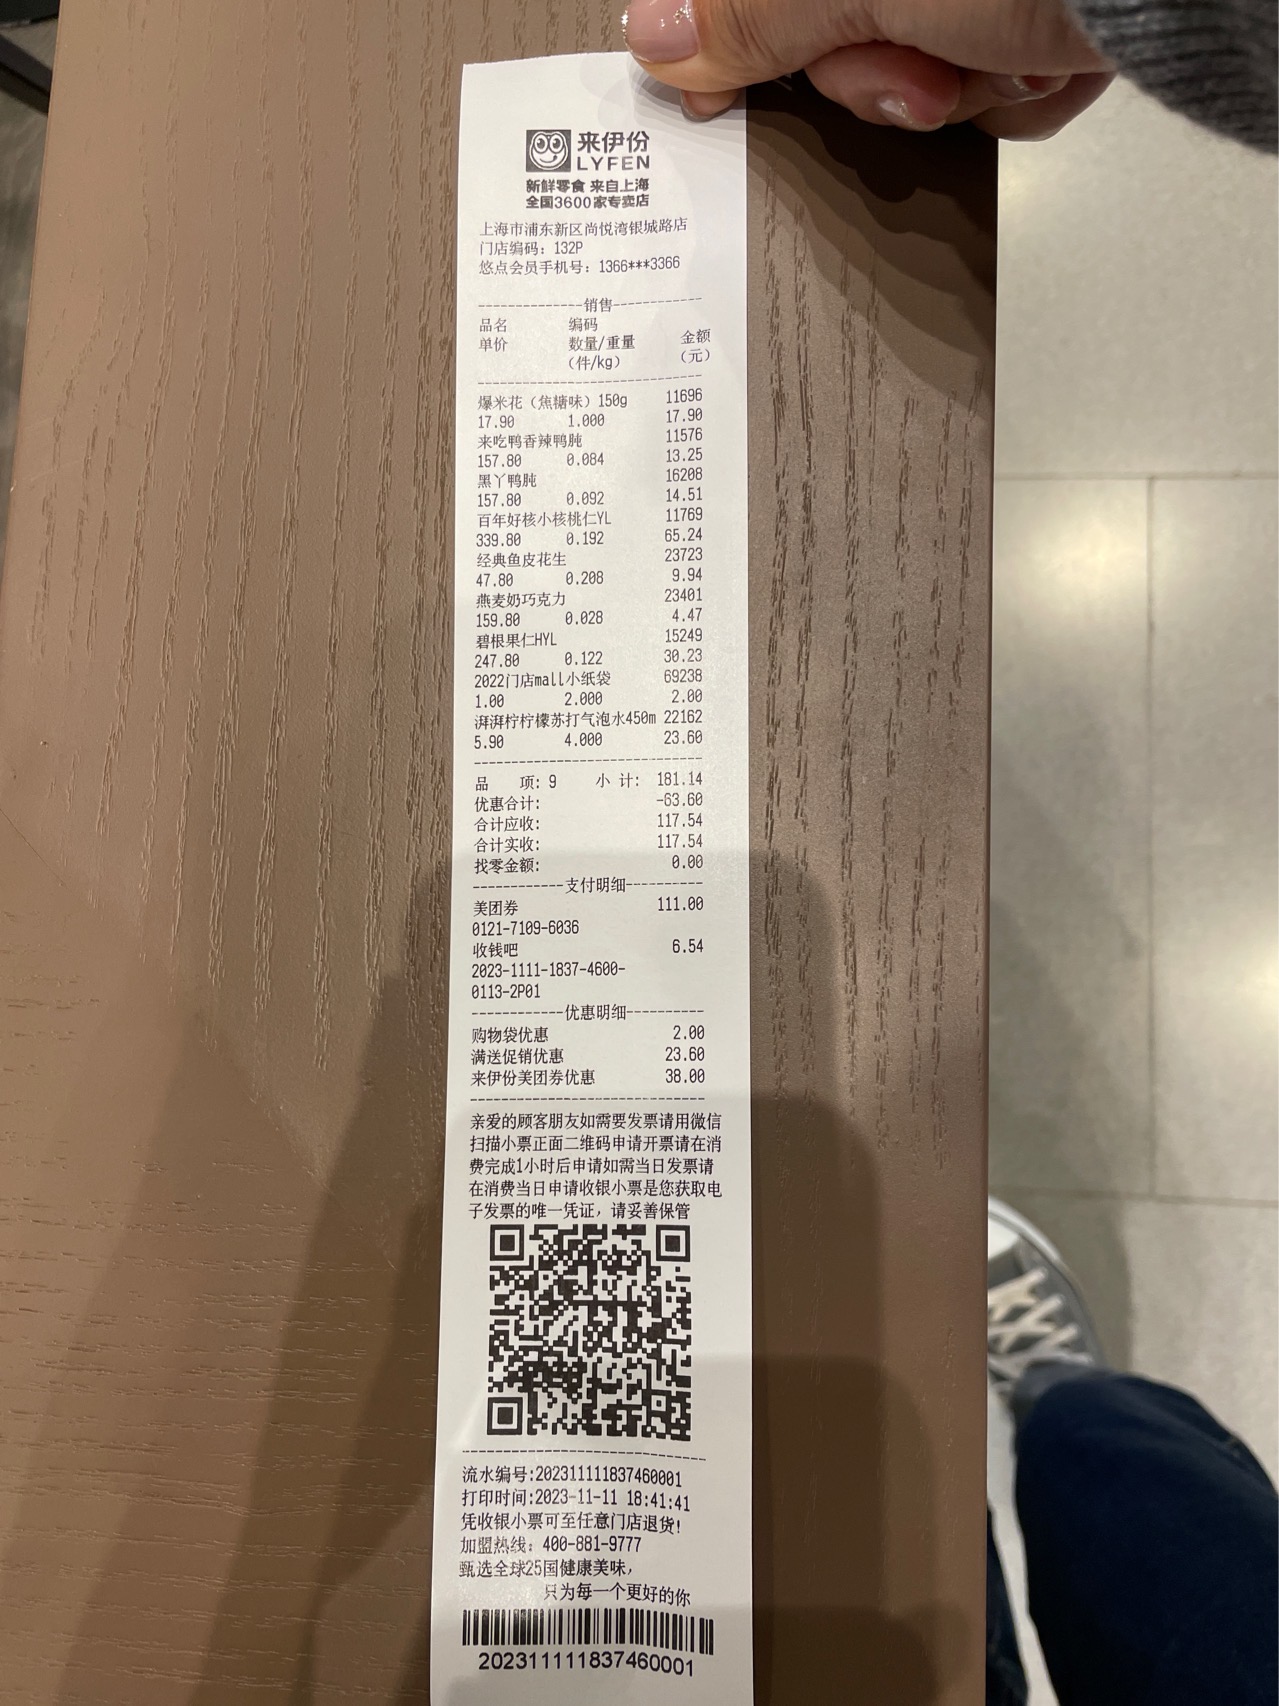 来伊份
LYFEN
新鲜零食 来自上海
全国3600家专卖店
上海市浦东新区尚悦湾银城路店
门店编码：132P
悠点会员手机号：1366***3366
--------------销售------------
品名 编码
单价 数量/重量 金额
（件/kg） （元）
爆米花（焦糖味）150g 11696
17.90 1.000 17.90
来吃鸭香辣鸭肫 11576
157.80 0.084 13.25
黑丫鸭肫 16208
157.80 0.092 14.51
百年好核小核桃仁YL 11769
339.80 0.192 65.24
经典鱼皮花生 23723
47.80 0.208 9.94
燕麦奶巧克力 23401
159.80 0.028 4.47
碧根果仁HYL 15249
247.80 0.122 30.23
2022门店mall小纸袋 69238
1.00 2.000 2.00
湃湃柠柠檬苏打气泡水450m 22162
5.90 4.000 23.60
品 项: 9 小 计: 181.14
优惠合计: -63.60
合计应收: 117.54
合计实收: 117.54
找零金额: 0.00
------------支付明细----------
美团券 111.00
0121-7109-6036
收钱吧 6.54
2023-1111-1837-4600-
0113-2P01
------------优惠明细----------
购物袋优惠 2.00
满送促销优惠 23.60
来伊份美团券优惠 38.00
亲爱的顾客朋友如需要发票请用微信
扫描小票正面二维码申请开票请在消
费完成1小时后申请如需当日发票请
在消费当日申请收银小票是您获取电
子发票的唯一凭证，请妥善保管
流水编号:202311111837460001
打印时间:2023-11-11 18:41:41
凭收银小票可至任意门店退货!
加盟热线：400-881-9777
甄选全球25国健康美味，
只为每一个更好的你
202311111837460001